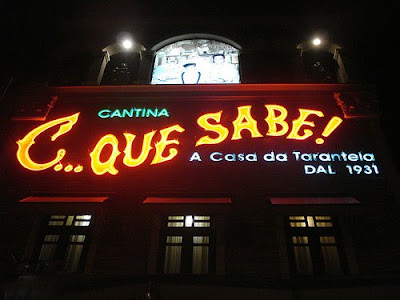 CANTINA
C... QUE SABE!
A Casa da Tarantela
DAL 1931